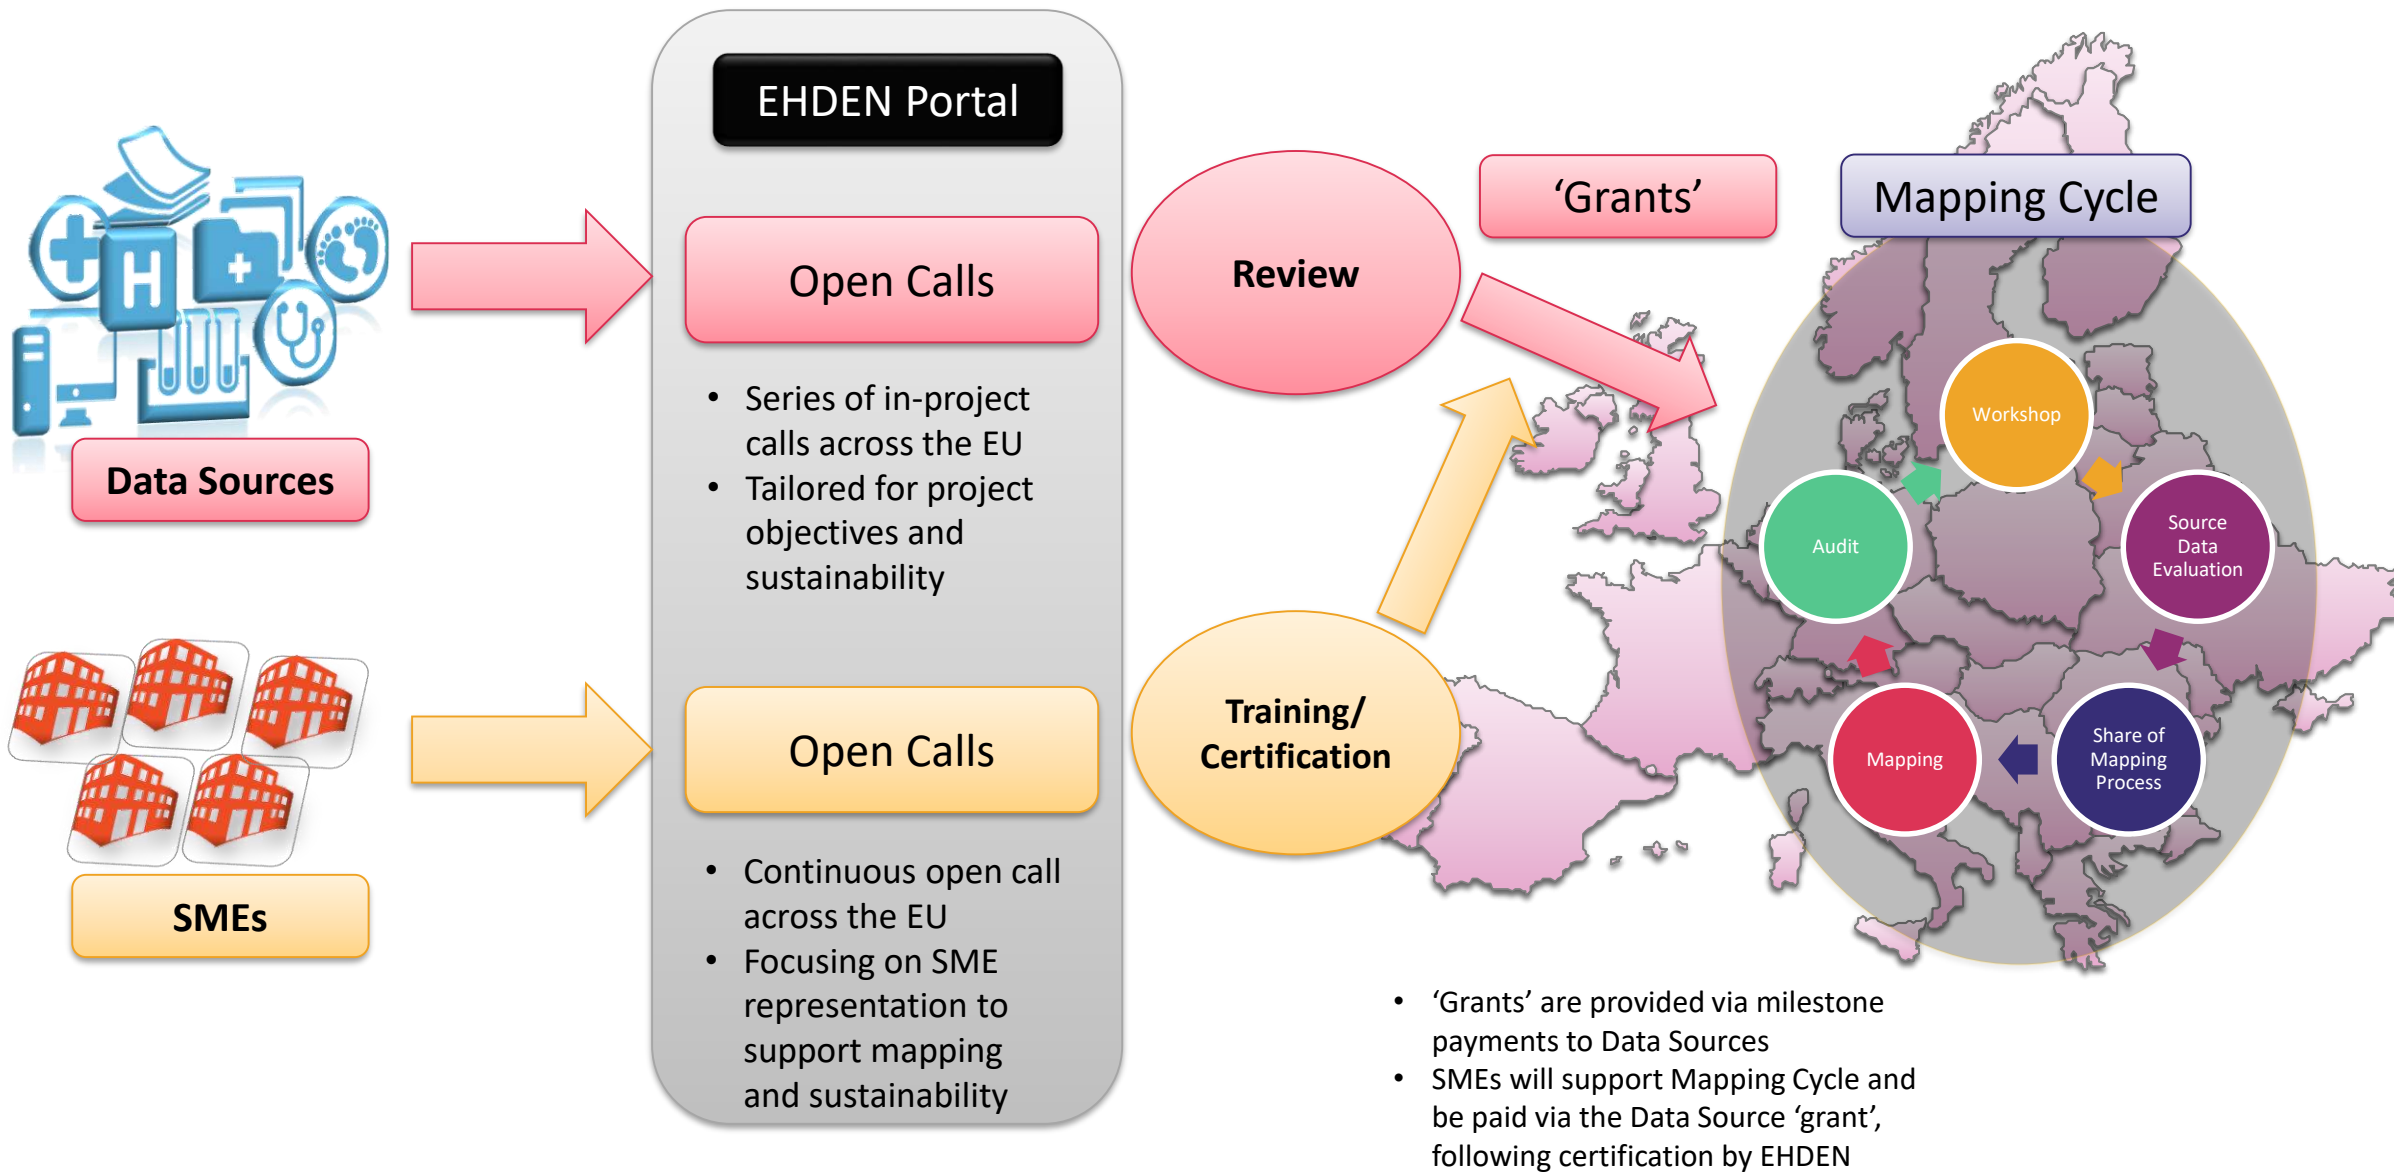 EHDEN Portal
Data Sources
Open Calls
• Series of in-project
calls across the EU
• Tailored for project
objectives and
sustainability
SMEs
Open Calls
• Continuous open call
across the EU
• Focusing on SME
representation to
support mapping
and sustainability
Review
Training/
Certification
‘Grants’
Mapping Cycle
Workshop
Source
Data
Evaluation
Share of
Mapping
Process
Mapping
Audit
• ‘Grants’ are provided via milestone
payments to Data Sources
• SMEs will support Mapping Cycle and
be paid via the Data Source ‘grant’,
following certification by EHDEN
H